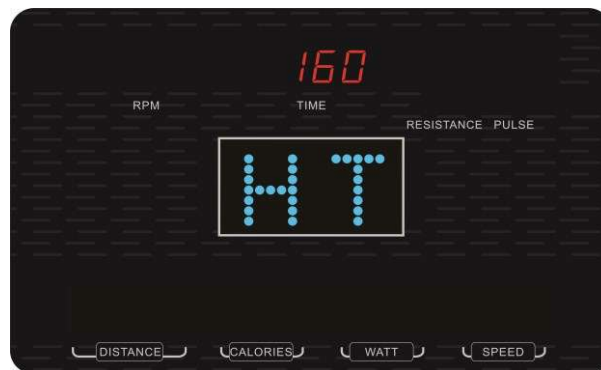 160
RPM TIME
RESISTANCE PULSE
HT
DISTANCE CALORIES WATT SPEED